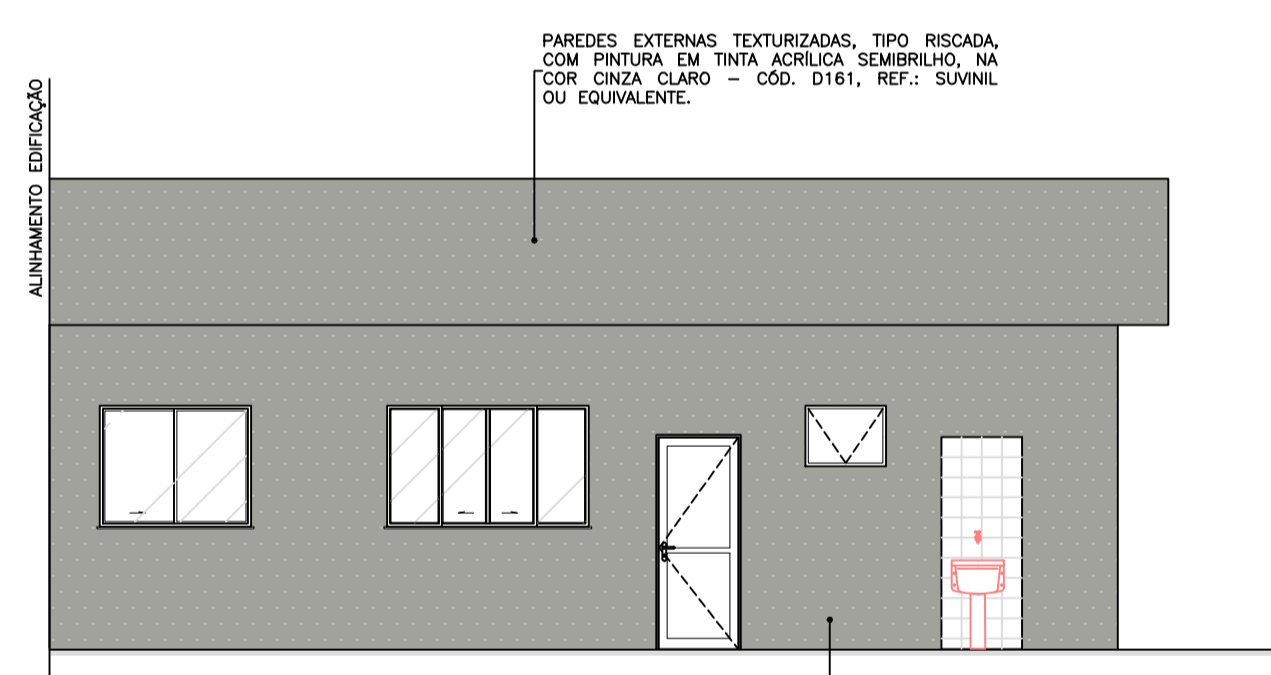 PAREDES EXTERNAS TEXTURIZADAS, TIPO RISCADA,
COM PINTURA EM TINTA ACRÍLICA SEMIBRILHO, NA
COR CINZA CLARO – CÓD. D161, REF.: SUVINIL
OU EQUIVALENTE.
ALINHAMENTO EDIFICAÇÃO